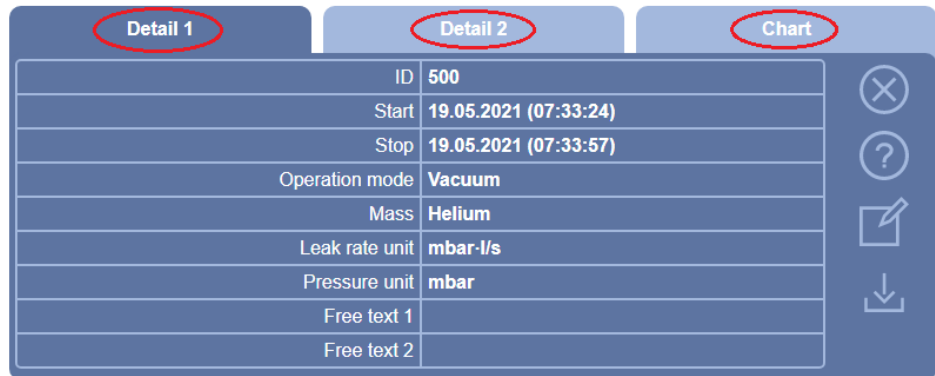 Detail 1 Detail 2 Chart
ID 500
Start 19.05.2021 (07:33:24)
Stop 19.05.2021 (07:33:57)
Operation mode Vacuum
Mass Helium
Leak rate unit mbar·l/s
Pressure unit mbar
Free text 1
Free text 2
?